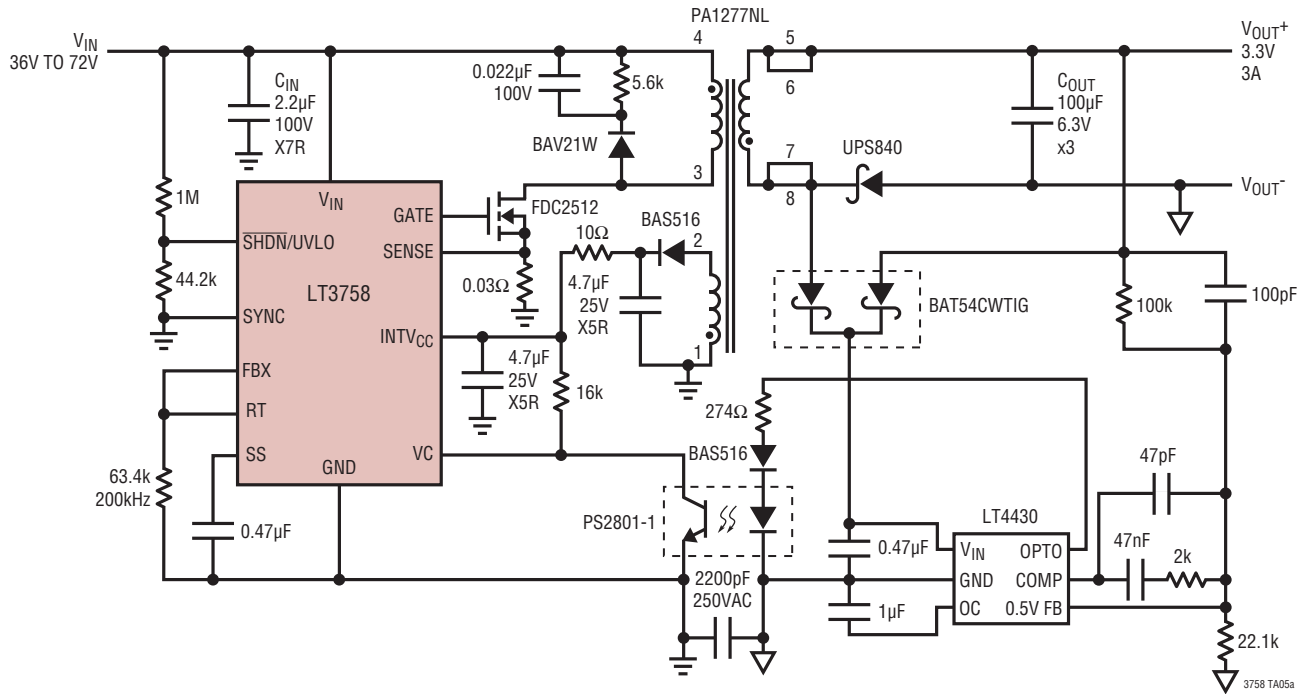 PA1277NL
VIN
36V TO 72V
4
5
6
VOUT+
3.3V
3A
CIN
2.2µF
100V
X7R
0.022µF
100V
5.6k
BAV21W
COUT
100µF
6.3V
x3
3
7
8
UPS840
VOUT-
1M
VIN
GATE
FDC2512
SHDN/UVLO
SENSE
10Ω
BAS516
2
44.2k
LT3758
0.03Ω
4.7µF
25V
X5R
BAT54CWTIG
100k
100pF
SYNC
INTVCC
1
4.7µF
25V
X5R
16k
FBX
RT
274Ω
SS
GND
VC
BAS516
47pF
63.4k
200kHz
0.47µF
PS2801-1
LT4430
0.47µF
VIN
OPTO
47nF
2k
2200pF
250VAC
GND
COMP
1µF
OC
0.5V FB
22.1k
3758 TA05a